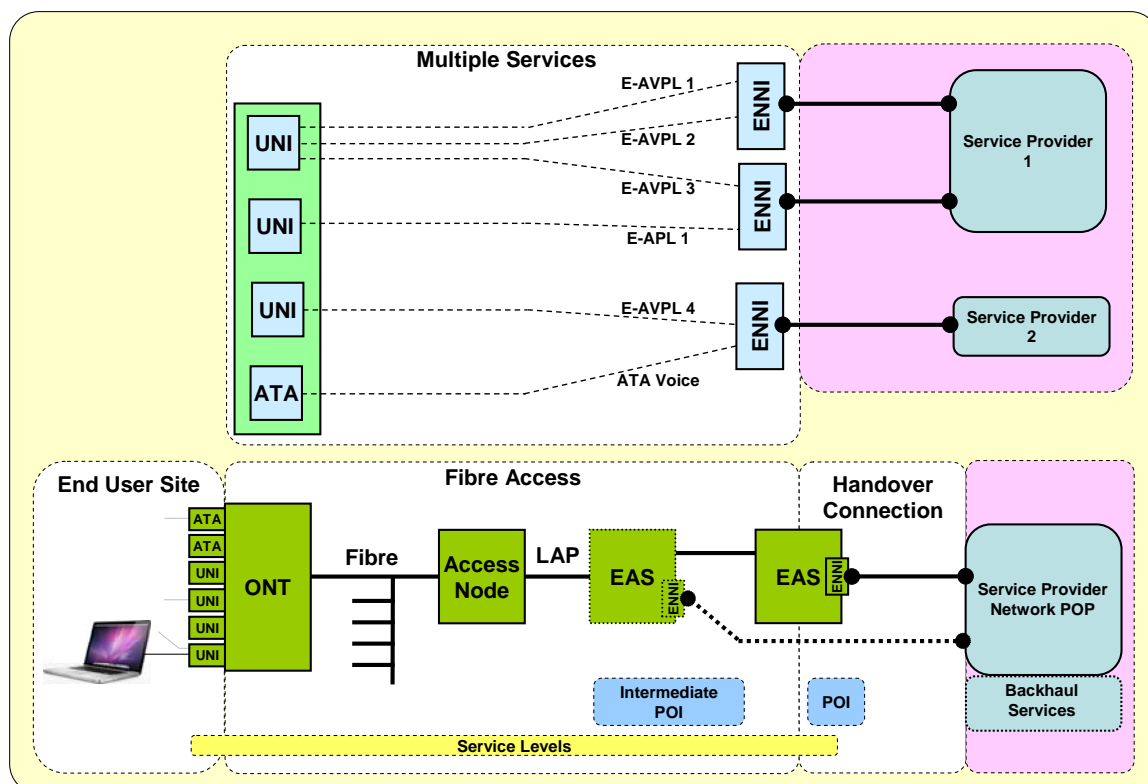 Multiple Services
E-AVPL 1
UNI
ENNI
E-AVPL 2
Service Provider
1
E-AVPL 3
ENNI
UNI
E-APL 1
UNI
E-AVPL 4
ENNI
Service Provider
2
ATA
ATA Voice
End User Site
Fibre Access
Handover
Connection
ATA
ATA
UNI
UNI
UNI
UNI
ONT
Fibre
Access
Node
LAP
EAS
ENNI
EAS
ENNI
Service Provider
Network POP
Intermediate
POI
POI
Backhaul
Services
Service Levels